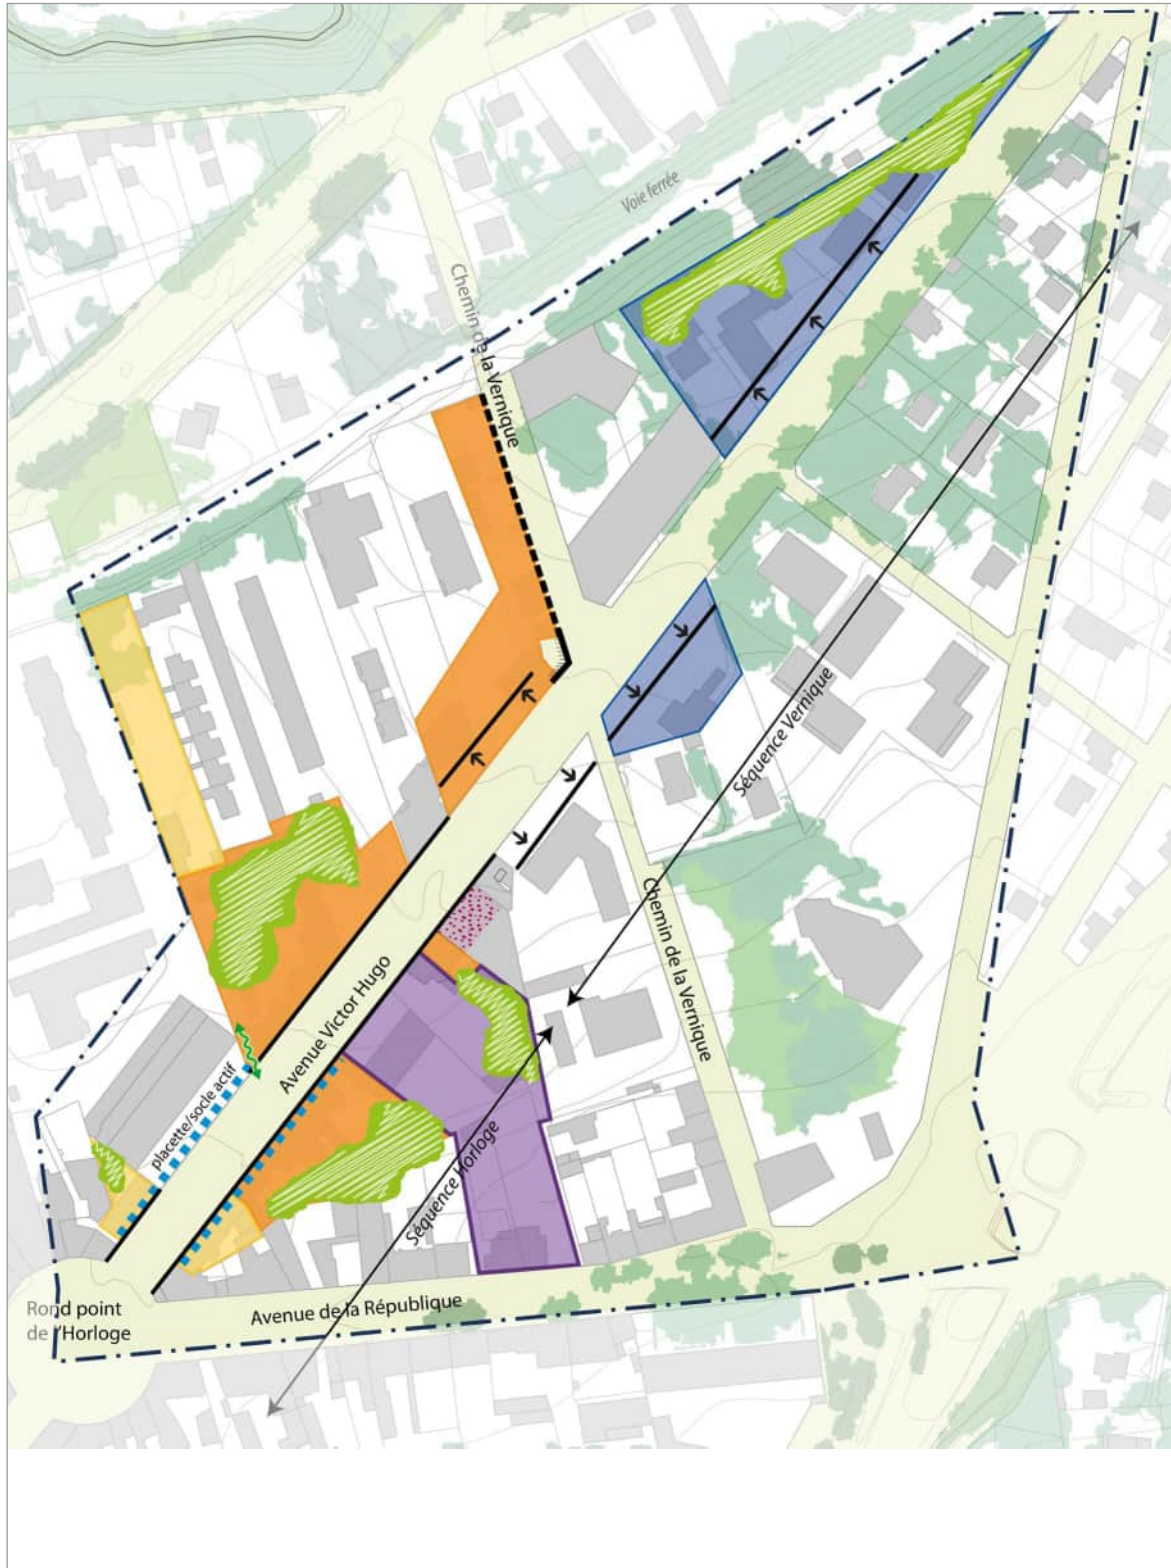 Voie ferrée
Chemin de la Vernique
Séquence Vernique
Chemin de la Vernique
Avenue Victor Hugo
placette/socle actif
Séquence Horloge
Avenue de la République
Rond point
de l'Horloge